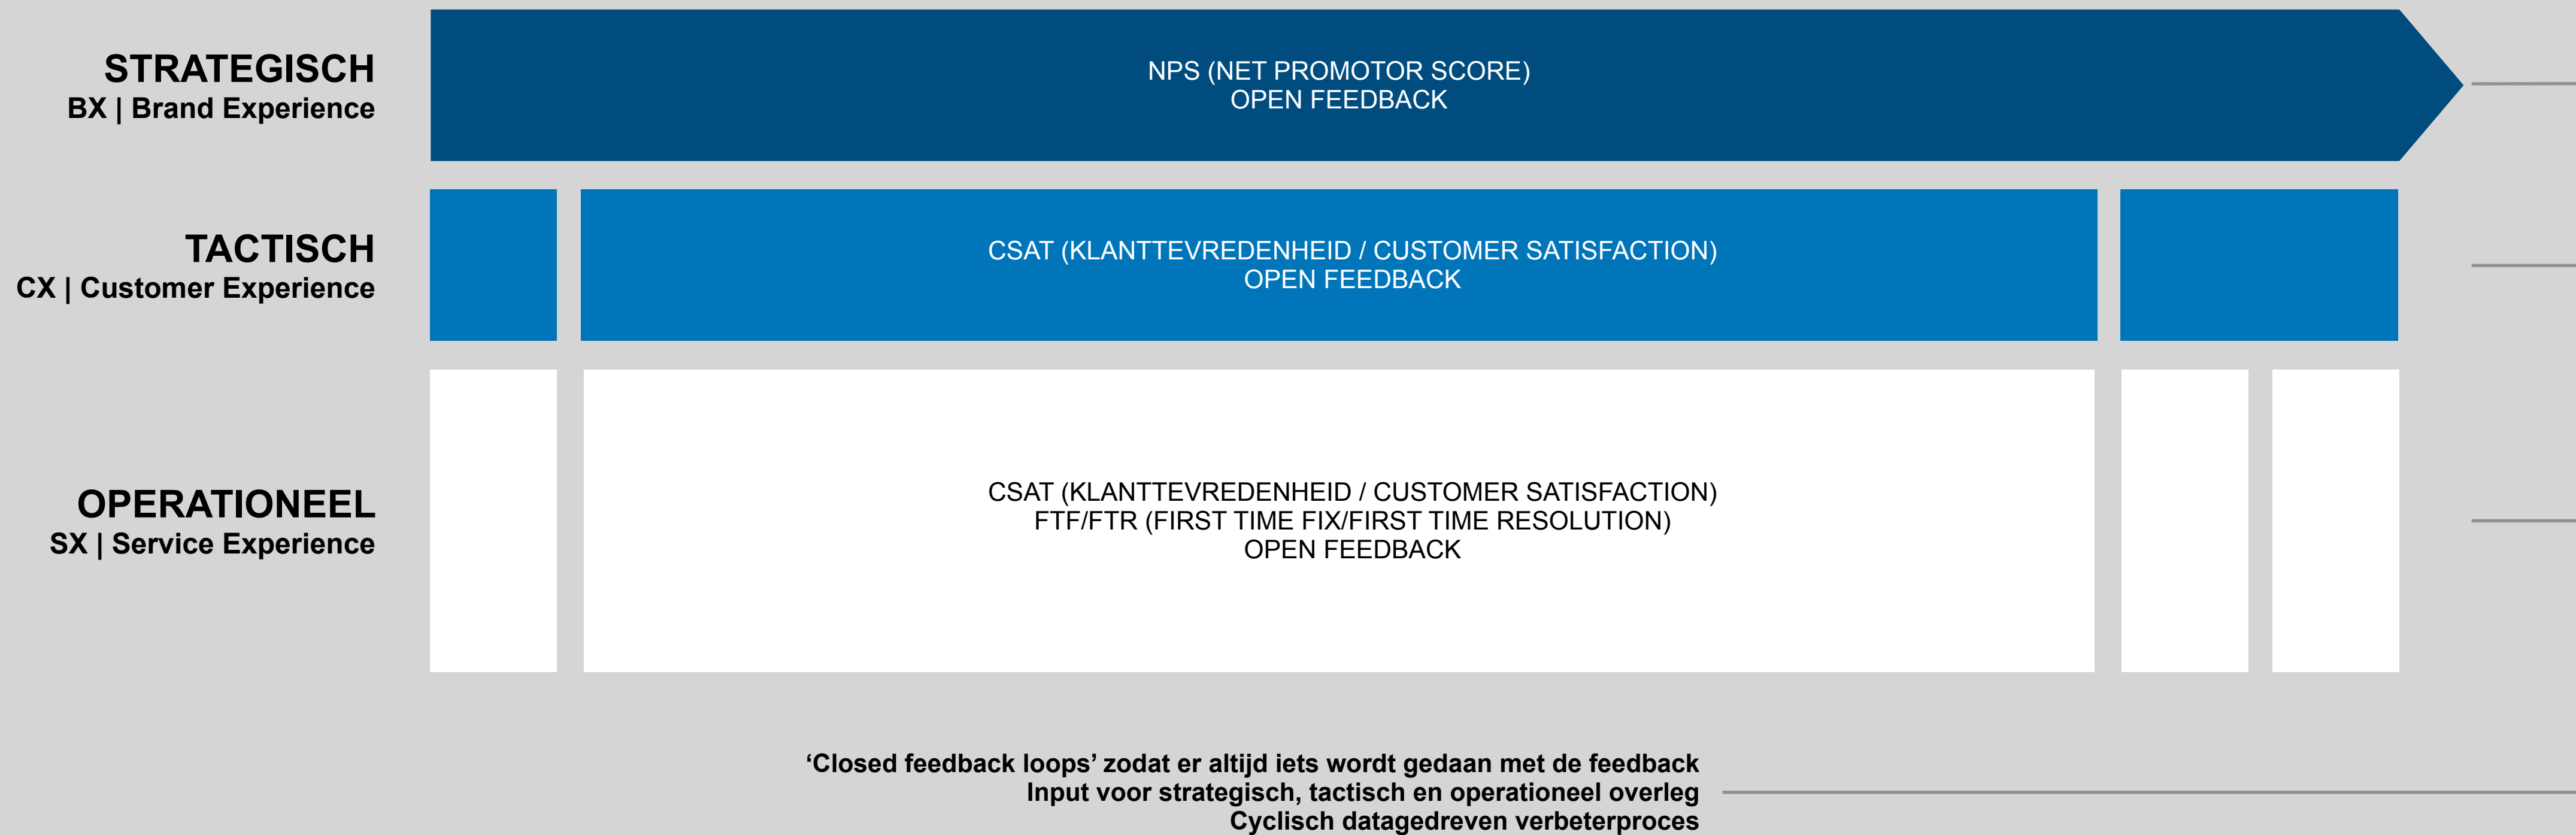 STRATEGISCH
BX | Brand Experience
NPS (NET PROMOTOR SCORE)
OPEN FEEDBACK
TACTISCH
CX | Customer Experience
CSAT (KLANTTEVREDENHEID / CUSTOMER SATISFACTION)
OPEN FEEDBACK
OPERATIONEEL
SX | Service Experience
CSAT (KLANTTEVREDENHEID / CUSTOMER SATISFACTION)
FTF/FTR (FIRST TIME FIX/FIRST TIME RESOLUTION)
OPEN FEEDBACK
‘Closed feedback loops’ zodat er altijd iets wordt gedaan met de feedback
Input voor strategisch, tactisch en operationeel overleg
Cyclisch datagedreven verbeterproces